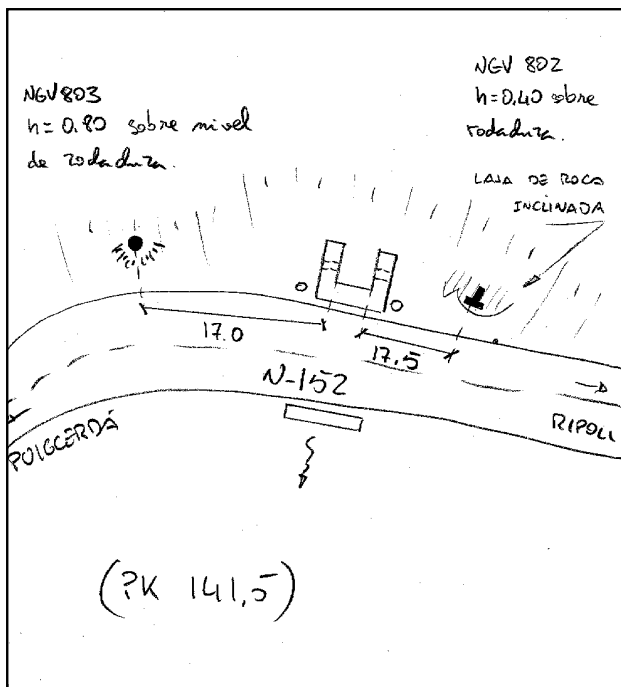 NGV 802
h=0.40 sobre
rodadura.
NGV803
h=0.80 sobre nivel
de rodadura.
LAJA DE ROCA
INCLINADA
17.0
17.5
N-152
RIPOLL
PUIGCERDÁ
(PK 141,5)